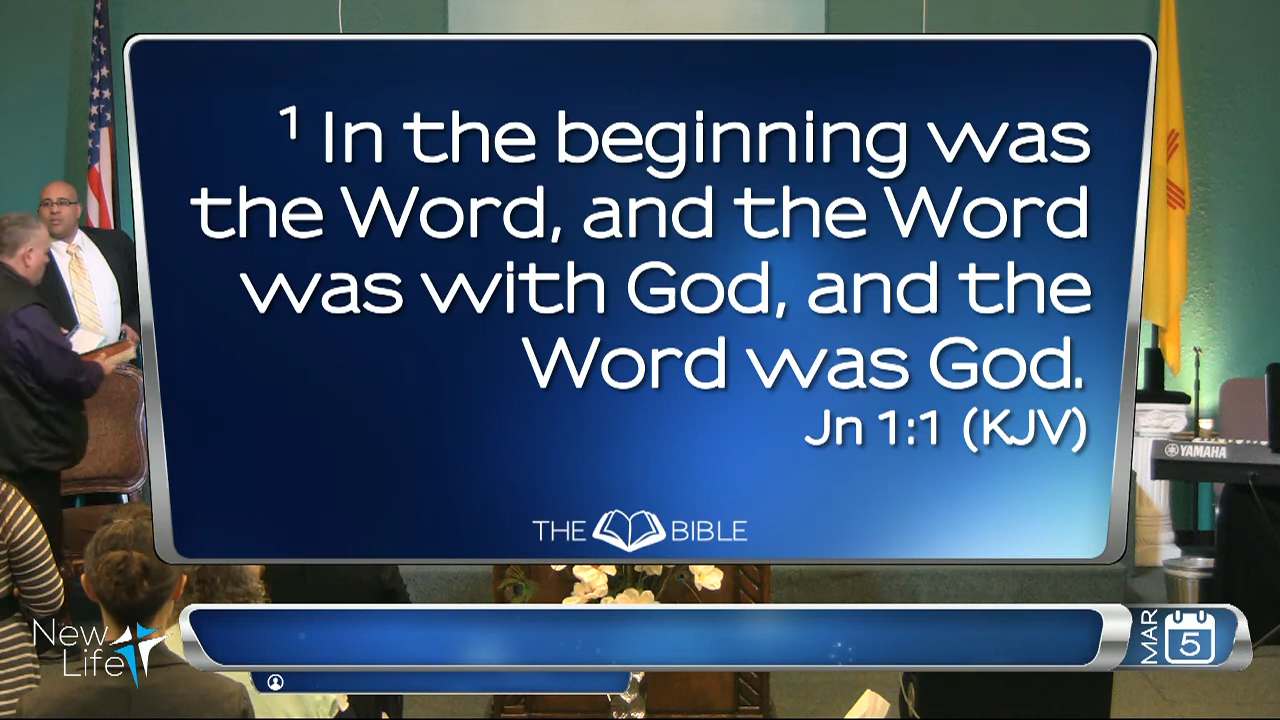 1 In the beginning was
the Word, and the Word
was with God, and the
Word was God.
Jn 1:1 (KJV)
THE BIBLE
YAMAHA
New
Life
MAR
5